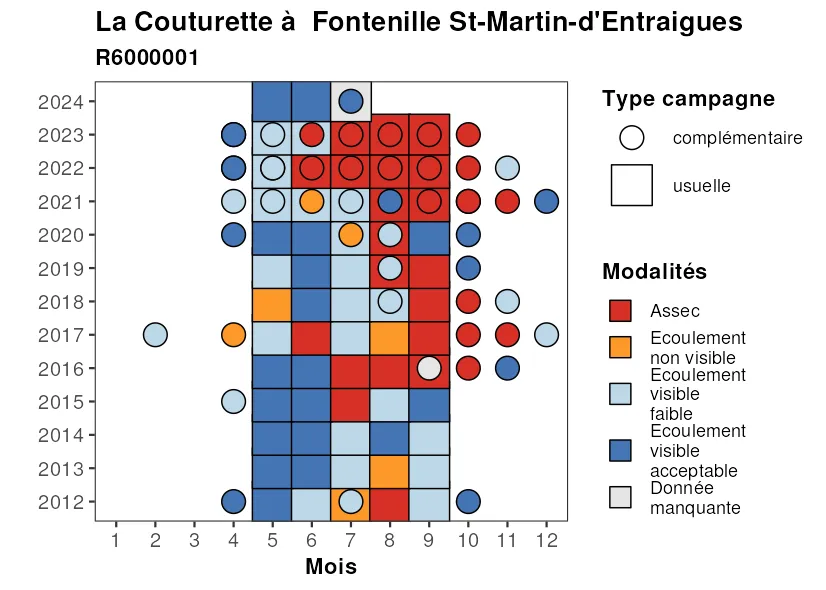 La Couturette à  Fontenille St-Martin-d'Entraigues
R6000001
2024
2023
2022
2021
2020
2019
2018
2017
2016
2015
2014
2013
2012
1 2 3 4 5 6 7 8 9 10 11 12
Mois
Type campagne
complémentaire
usuelle
Modalités
Assec
Ecoulement
non visible
Ecoulement
visible
faible
Ecoulement
visible
acceptable
Donnée
manquante